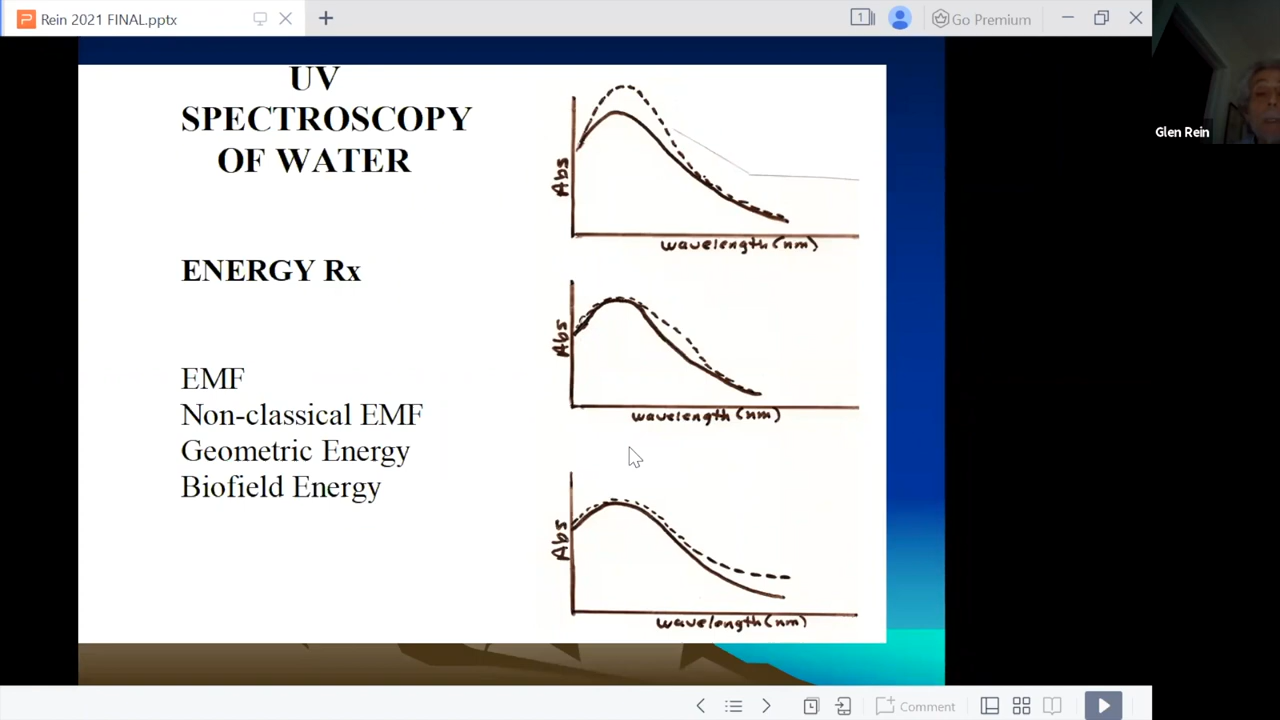 Rein 2021 FINAL.pptx
1
Go Premium
UV
SPECTROSCOPY
OF WATER
ENERGY Rx
EMF
Non-classical EMF
Geometric Energy
Biofield Energy
Abs
wavelength (nm)
Abs
wavelength (nm)
Abs
wavelength (nm)
Glen Rein
Comment